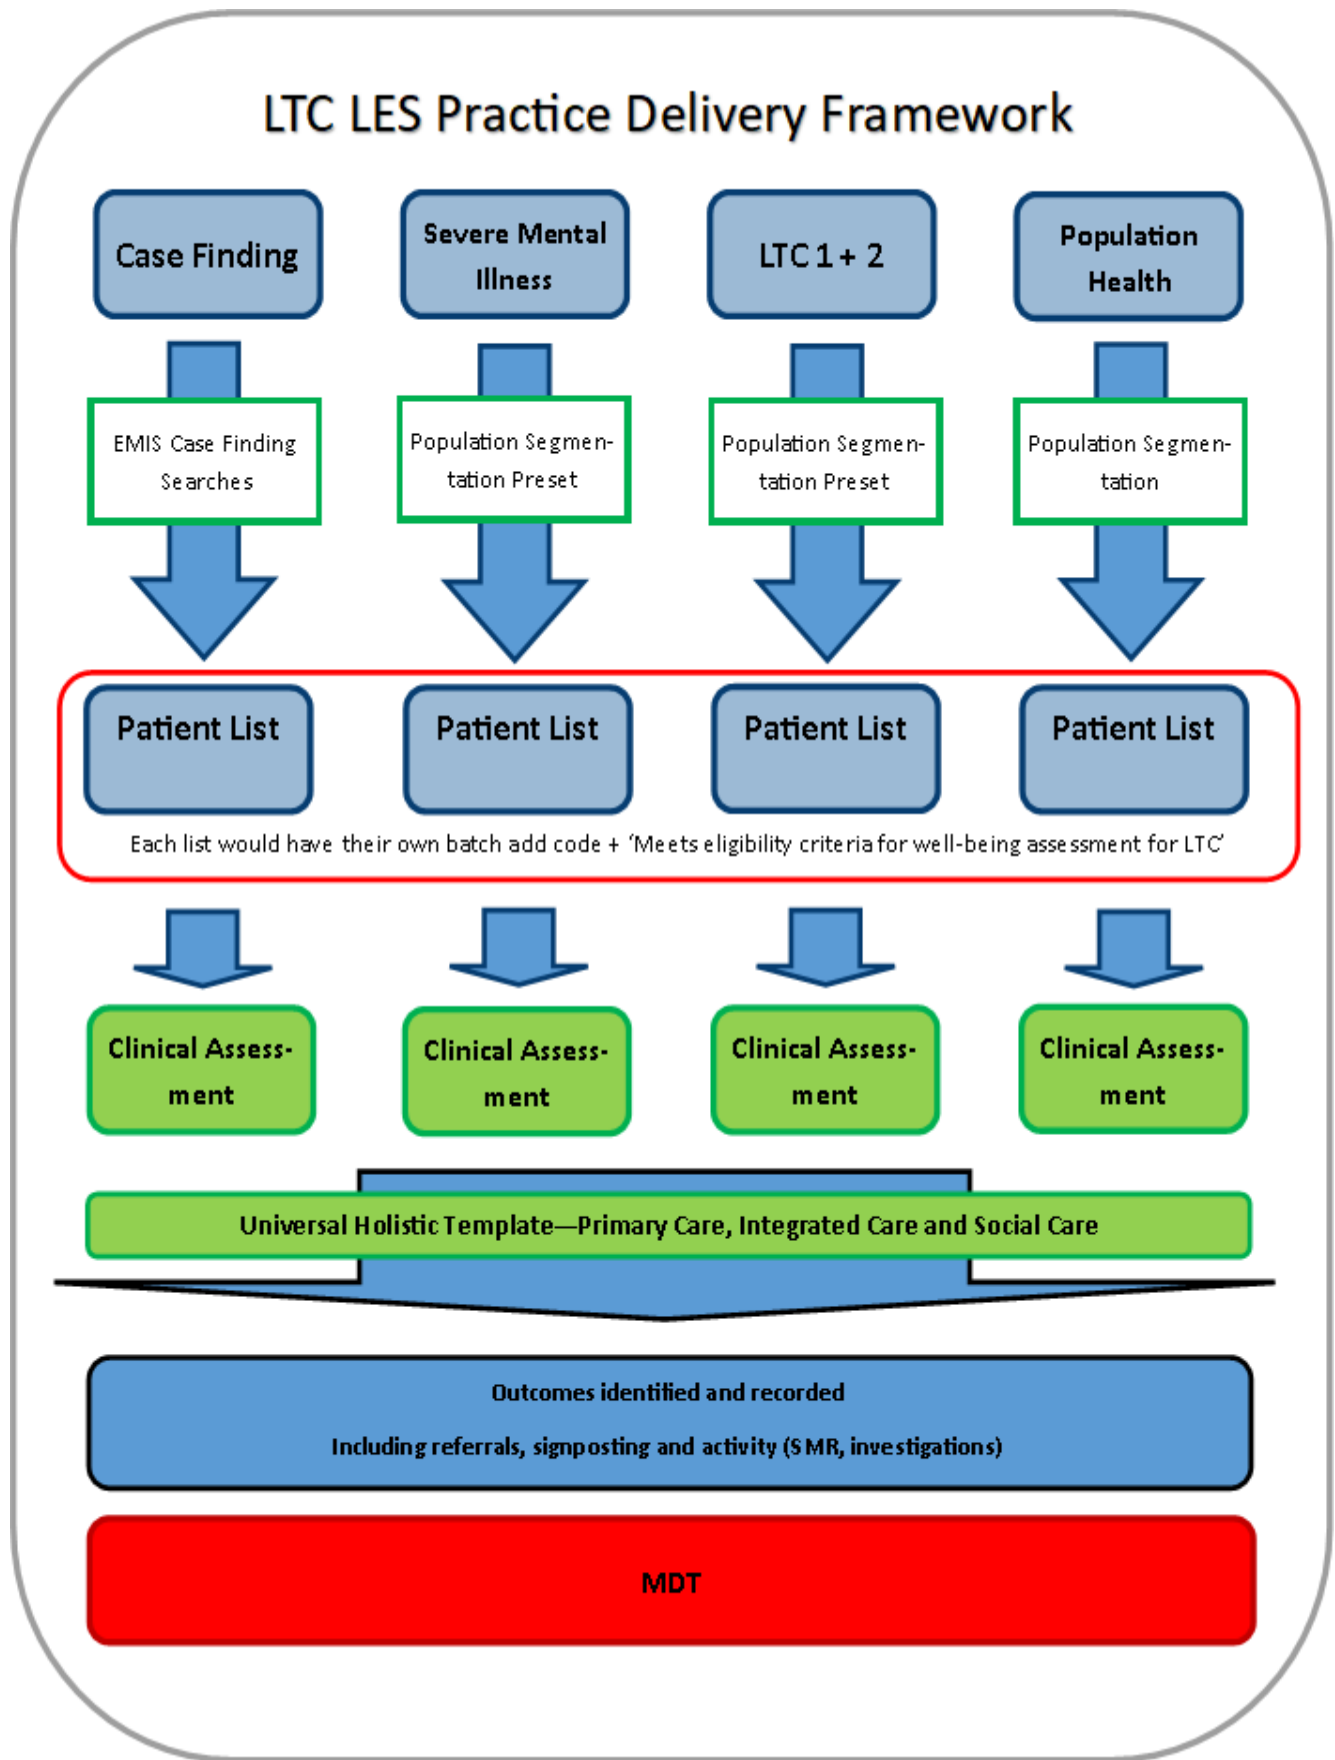 LTC LES Practice Delivery Framework
Case Finding
Severe Mental
Illness
LTC 1 + 2
Population
Health
EMIS Case Finding
Searches
Population Segmen-
tation Preset
Population Segmen-
tation Preset
Population Segmen-
tation
Patient List
Patient List
Patient List
Patient List
Each list would have their own batch add code + ‘Meets eligibility criteria for well-being assessment for LTC’
Clinical Assess-
ment
Clinical Assess-
ment
Clinical Assess-
ment
Clinical Assess-
ment
Universal Holistic Template—Primary Care, Integrated Care and Social Care
Outcomes identified and recorded
Including referrals, signposting and activity (SMR, investigations)
MDT